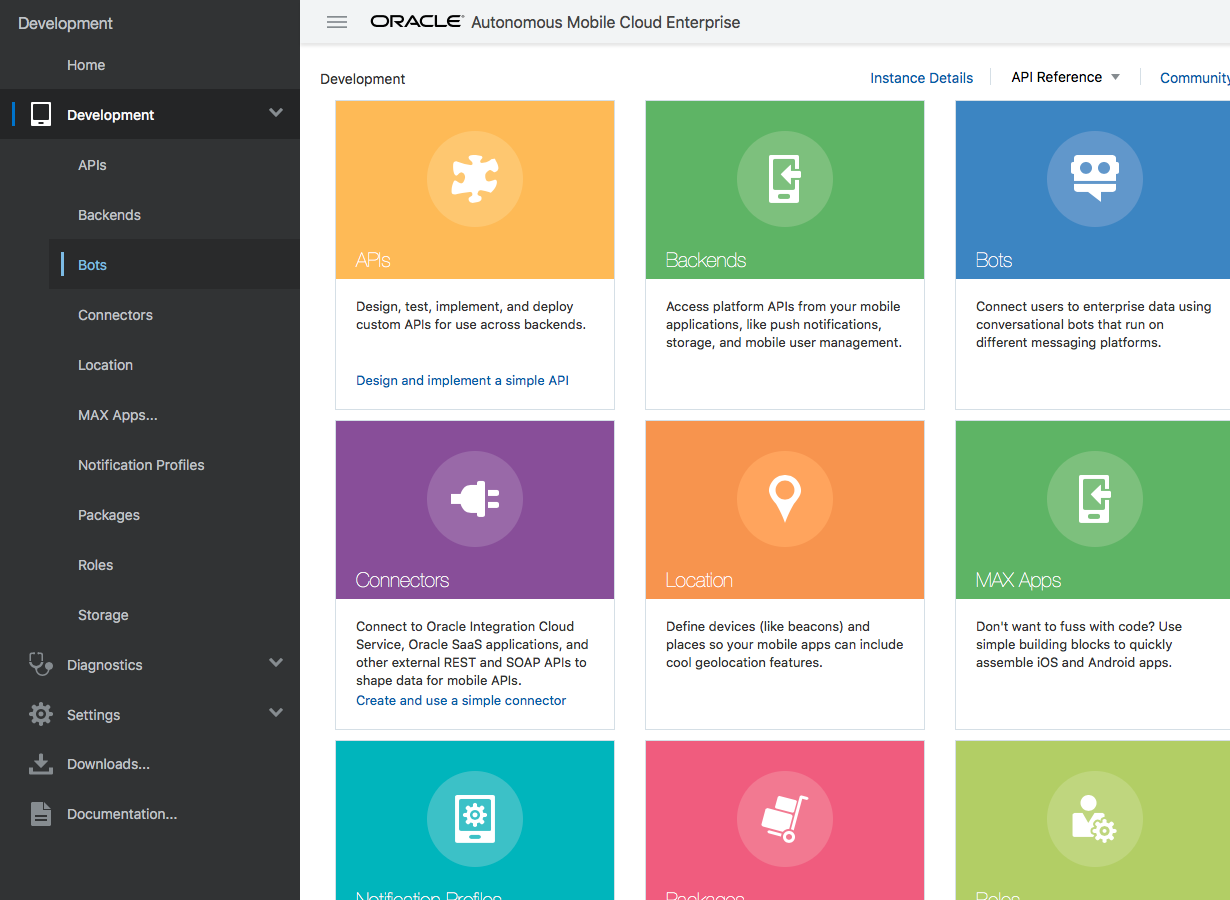 Development
Home
Development
APIs
Backends
Bots
Connectors
Location
MAX Apps...
Notification Profiles
Packages
Roles
Storage
Diagnostics
Settings
Downloads...
Documentation...
ORACLE® Autonomous Mobile Cloud Enterprise
Development
Instance Details
API Reference
Community
APIs
Design, test, implement, and deploy
custom APIs for use across backends.
Design and implement a simple API
Backends
Access platform APIs from your mobile
applications, like push notifications,
storage, and mobile user management.
Bots
Connect users to enterprise data using
conversational bots that run on
different messaging platforms.
Connectors
Connect to Oracle Integration Cloud
Service, Oracle SaaS applications, and
other external REST and SOAP APIs to
shape data for mobile APIs.
Create and use a simple connector
Location
Define devices (like beacons) and
places so your mobile apps can include
cool geolocation features.
MAX Apps
Don't want to fuss with code? Use
simple building blocks to quickly
assemble iOS and Android apps.
Notification Profiles
Packages
Roles